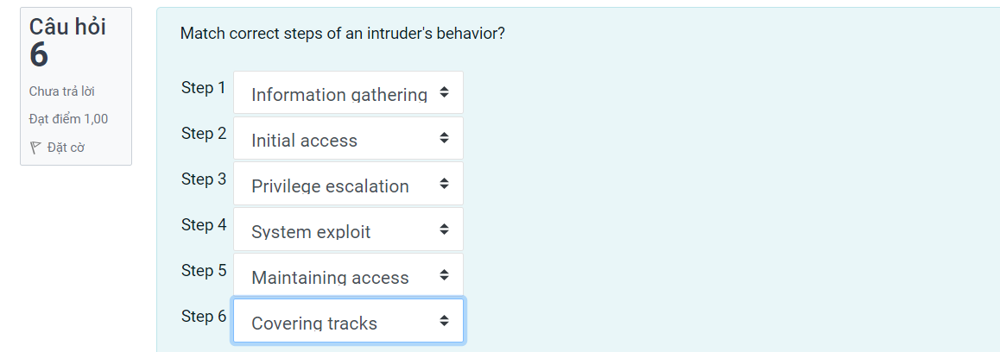 Câu hỏi
6
Chưa trả lời
Đạt điểm 1,00
Đặt cờ
Match correct steps of an intruder's behavior?
Step 1 Information gathering
Step 2 Initial access
Step 3 Privilege escalation
Step 4 System exploit
Step 5 Maintaining access
Step 6 Covering tracks